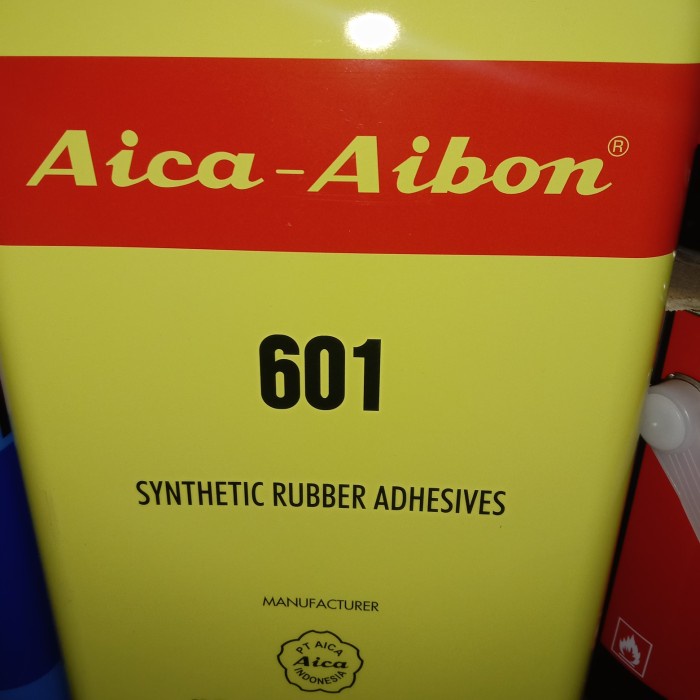 Aica-Aibon®
601
SYNTHETIC RUBBER ADHESIVES
MANUFACTURER
PT AICA
Aica
INDONESIA